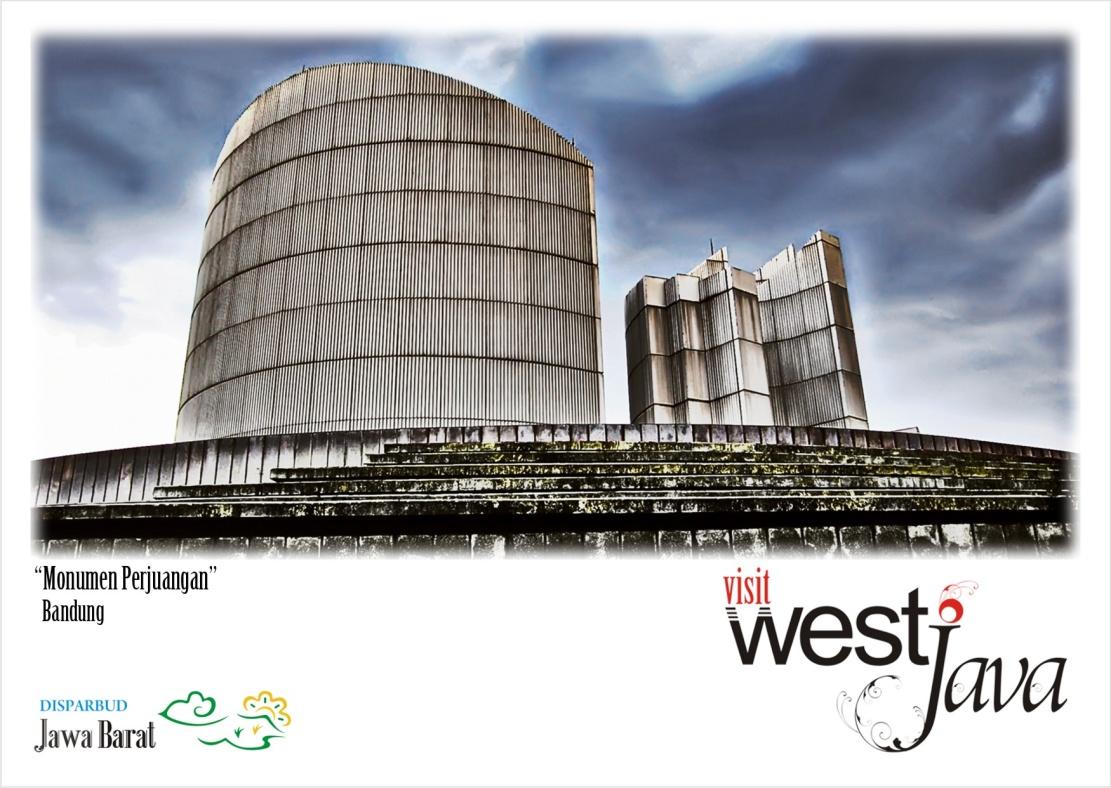 “Monumen Perjuangan”
Bandung
DISPARBUD
Jawa Barat
visit
west
java